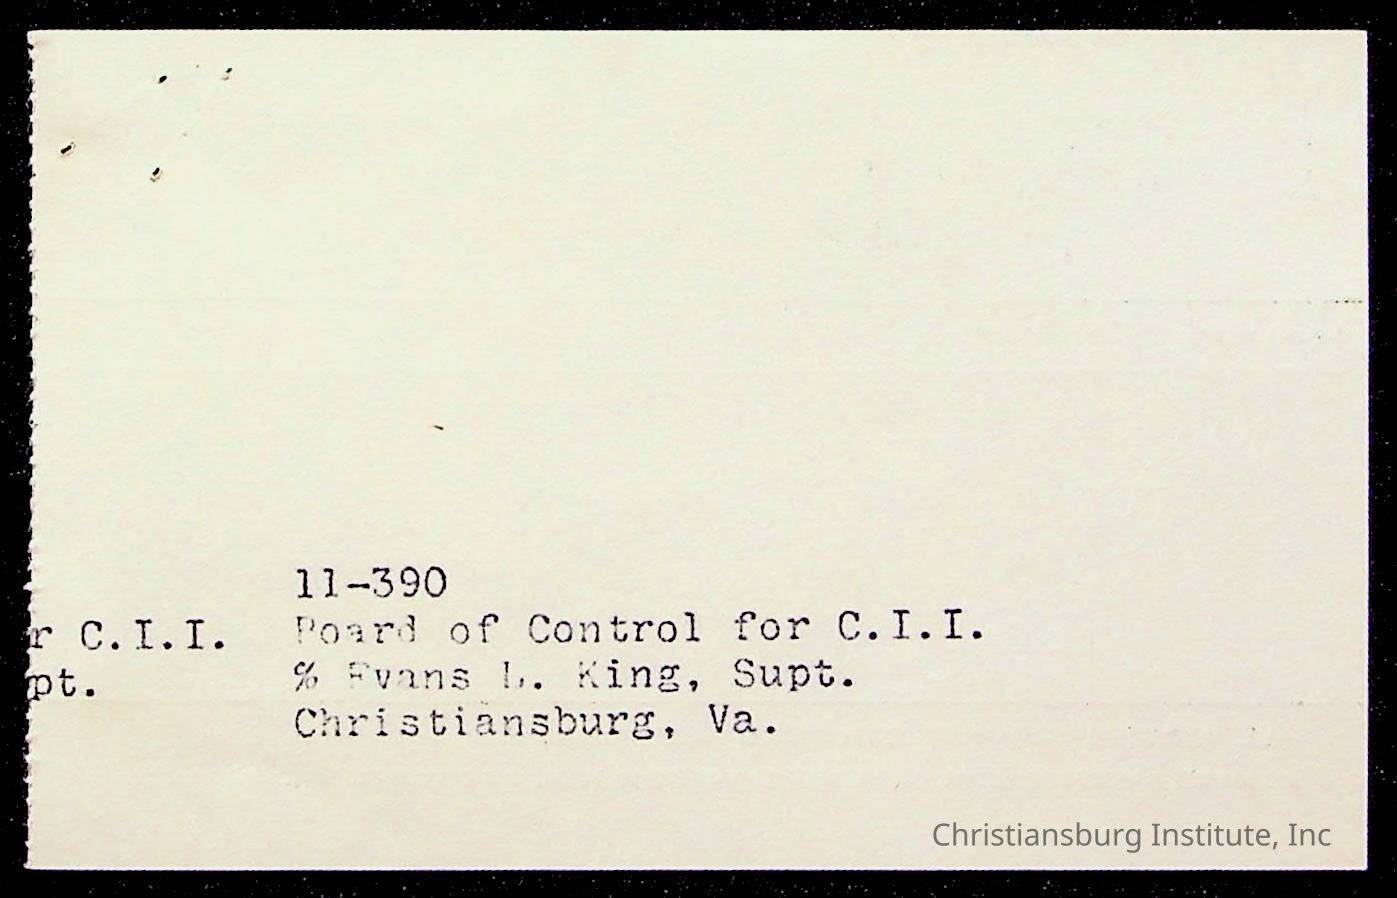 11-390
r C.I.I. Board of Control for C.I.I.
pt. % Evans L. King, Supt.
Christiansburg, Va.
Christiansburg Institute, Inc